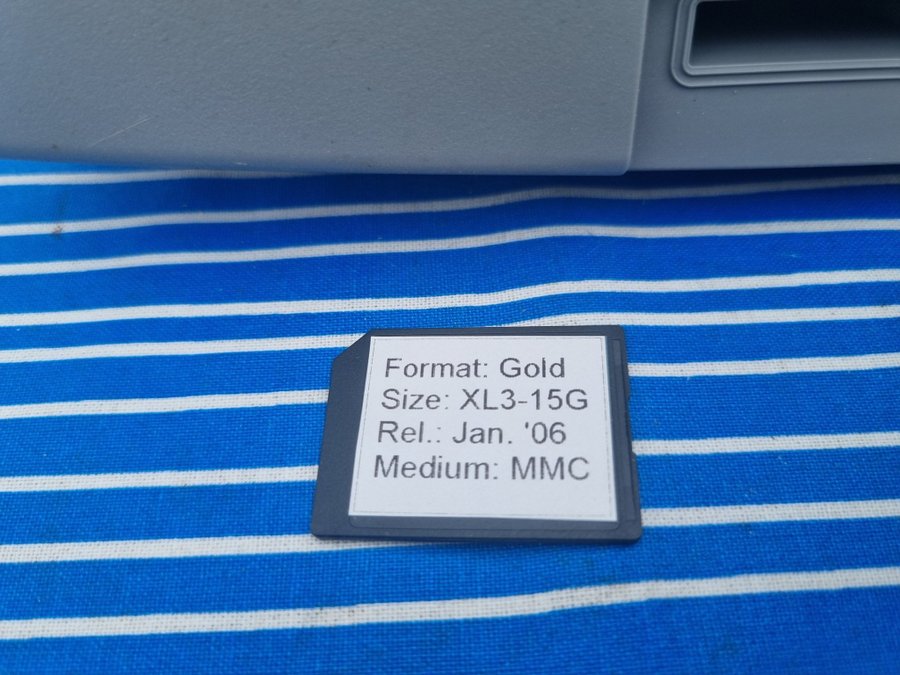 Format: Gold
Size: XL3-15G
Rel.: Jan. '06
Medium: MMC